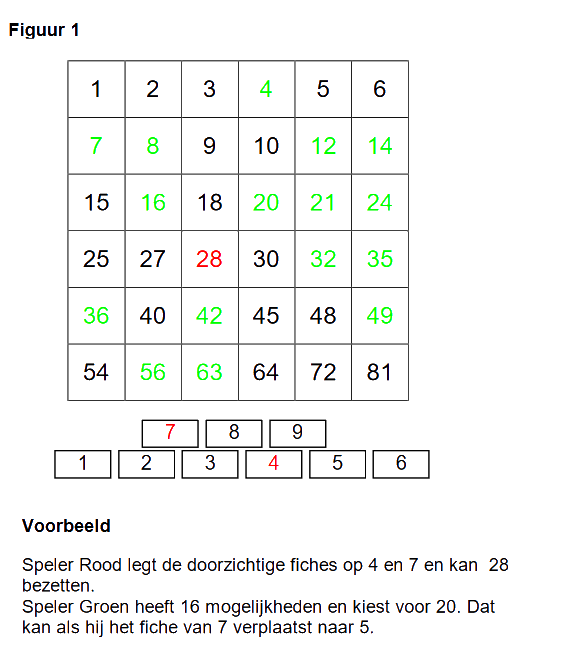 Figuur 1
1 2 3 4 5 6
7 8 9 10 12 14
15 16 18 20 21 24
25 27 28 30 32 35
36 40 42 45 48 49
54 56 63 64 72 81
7 8 9
1 2 3 4 5 6
Voorbeeld
Speler Rood legt de doorzichtige fiches op 4 en 7 en kan 28
bezetten.
Speler Groen heeft 16 mogelijkheden en kiest voor 20. Dat
kan als hij het fiche van 7 verplaatst naar 5.